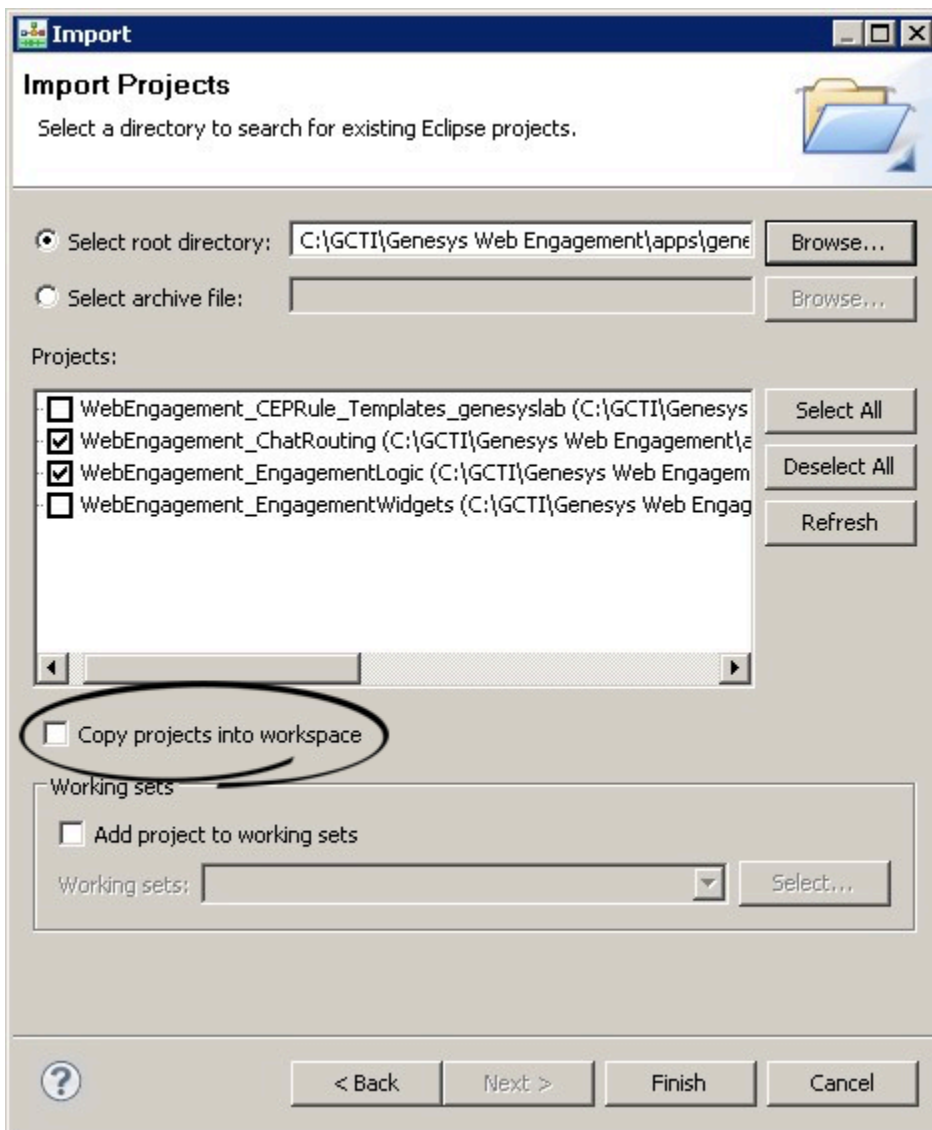 Import
Import Projects
Select a directory to search for existing Eclipse projects.
Select root directory: C:\GCTI\Genesys Web Engagement\apps\gene Browse...
Select archive file: Browse...
Projects:
WebEngagement_CEPRule_Templates_genesyslab (C:\GCTI\Genesys Select All
WebEngagement_ChatRouting (C:\GCTI\Genesys Web Engagement\a
WebEngagement_EngagementLogic (C:\GCTI\Genesys Web Engagem Deselect All
WebEngagement_EngagementWidgets (C:\GCTI\Genesys Web Engag
Refresh
Copy projects into workspace
Working sets
Add project to working sets
Working sets: Select...
? < Back Next > Finish Cancel